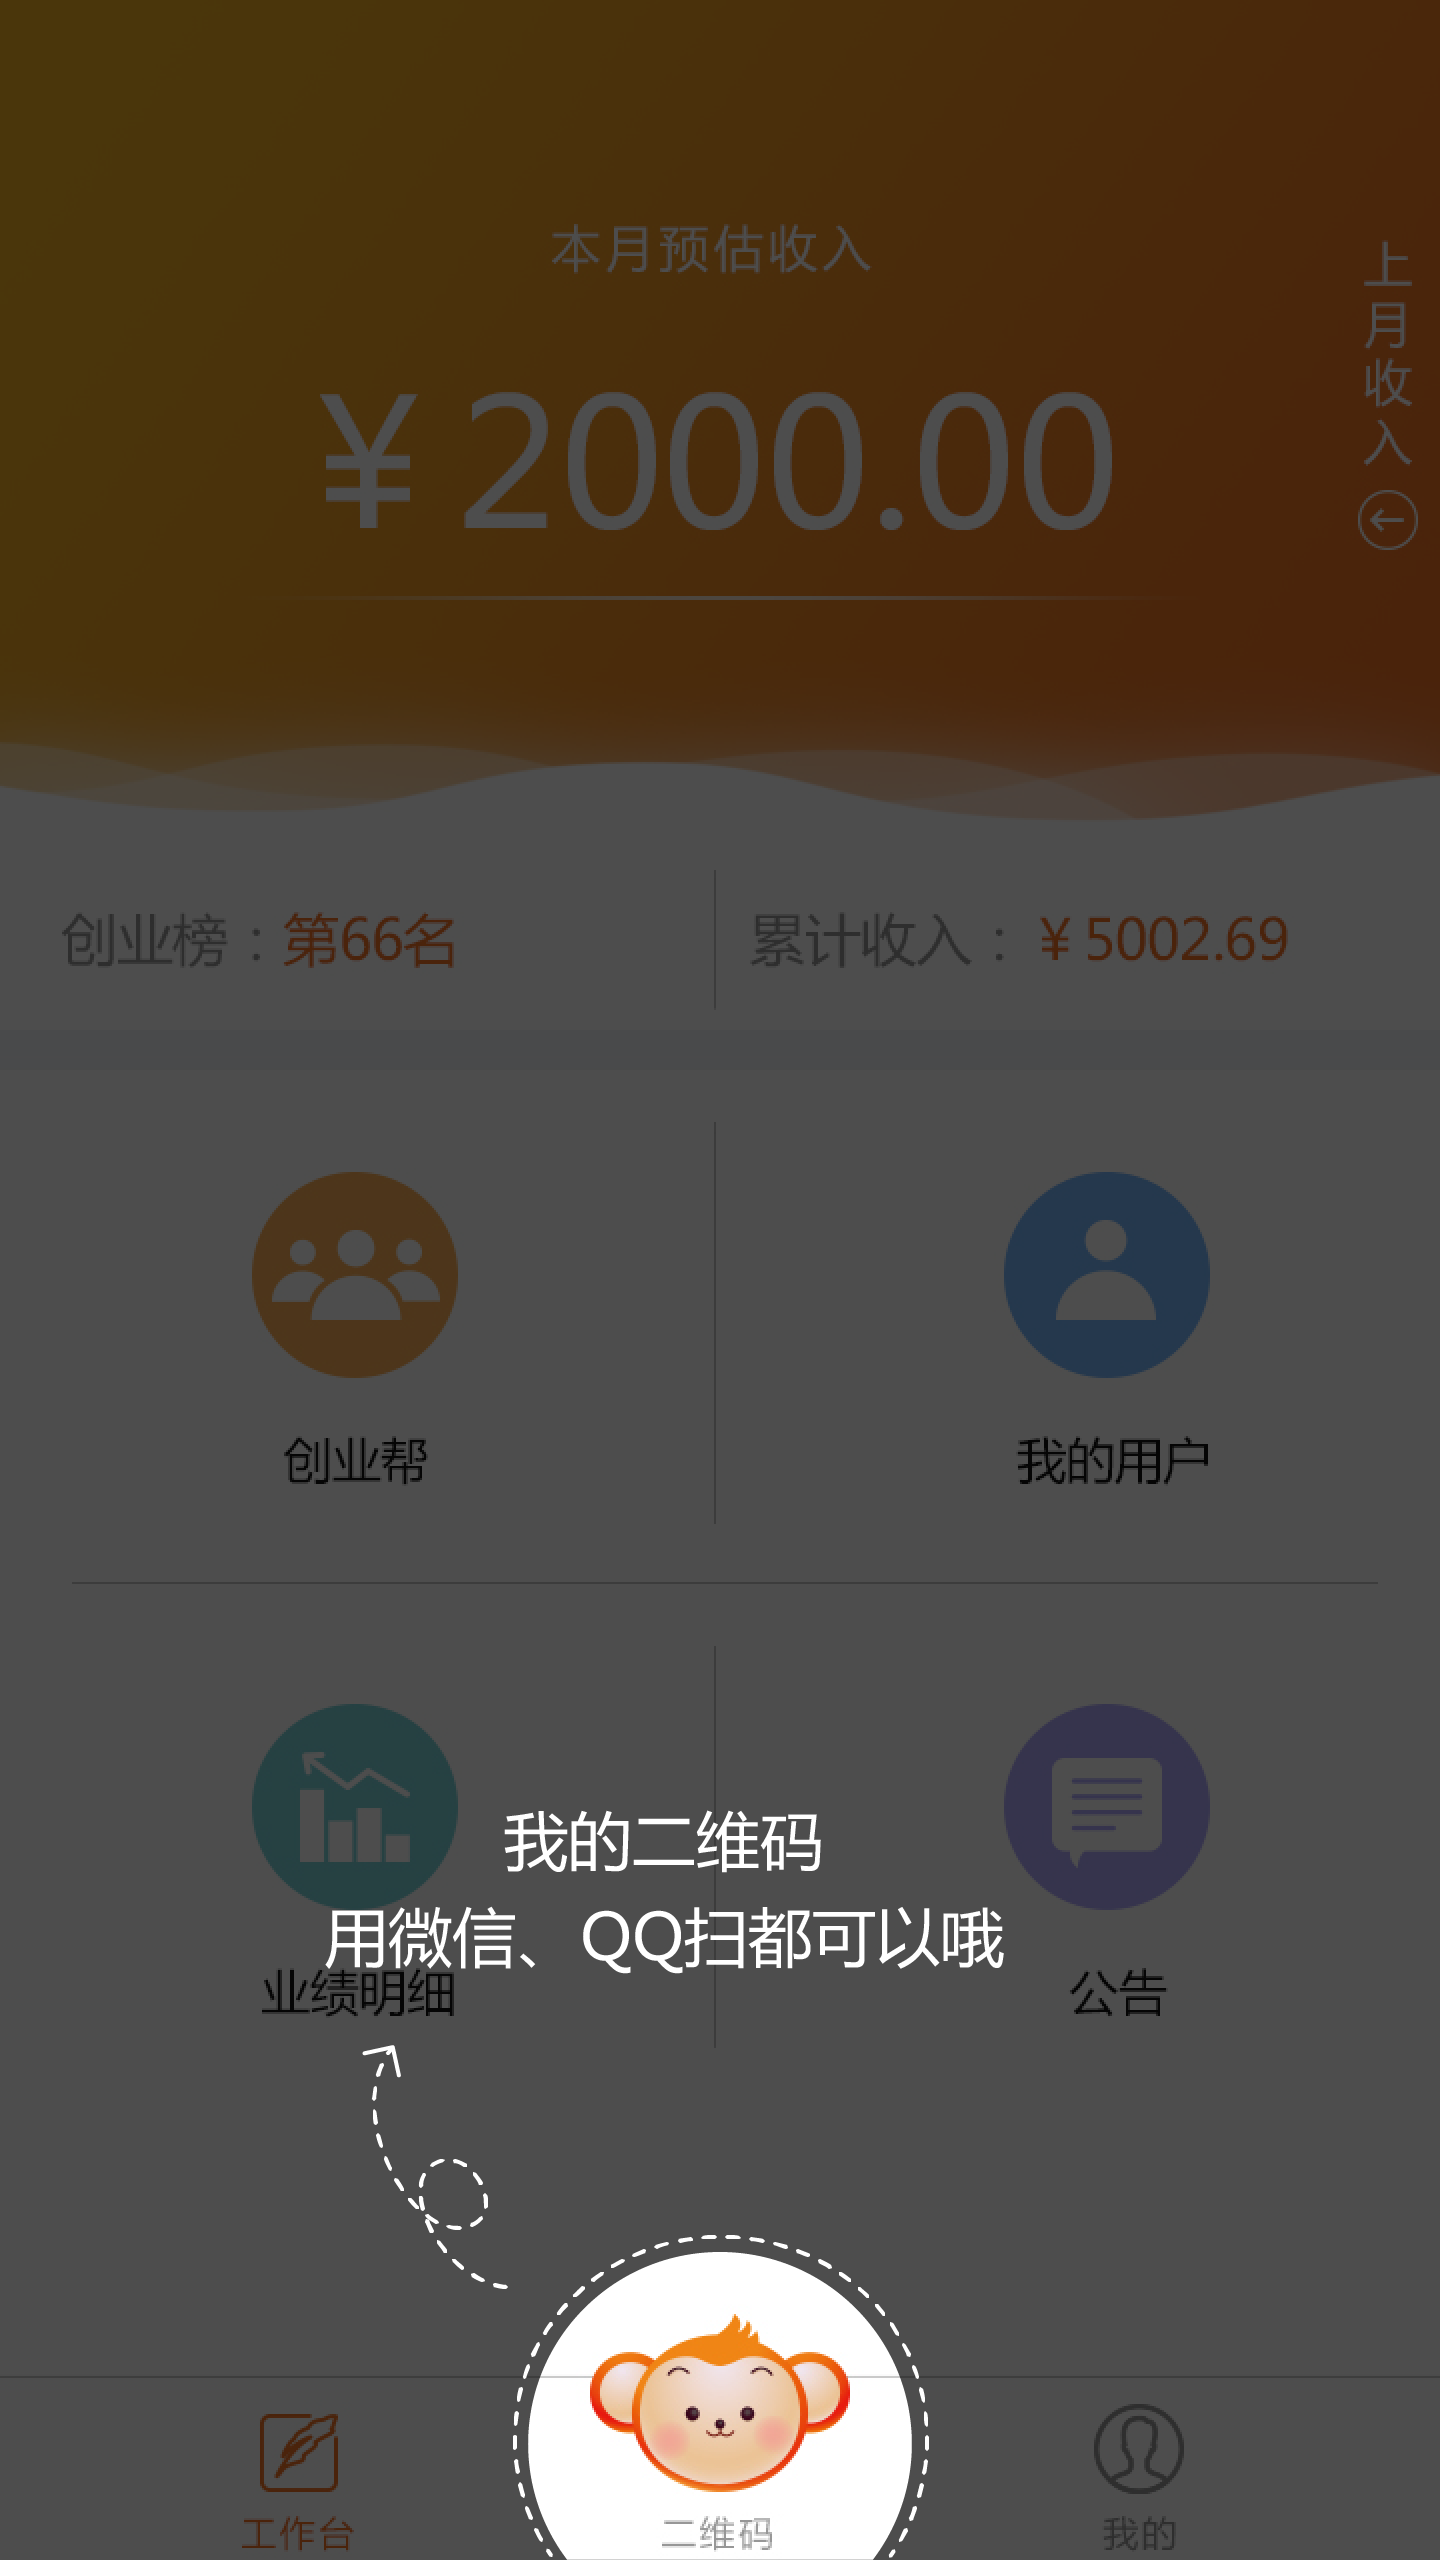 本月预估收入
上月收入
¥ 2000.00
创业榜：第66名
累计收入：¥ 5002.69
创业帮
我的用户
我的二维码
用微信、QQ扫都可以哦
业绩明细
公告
工作台
二维码
我的